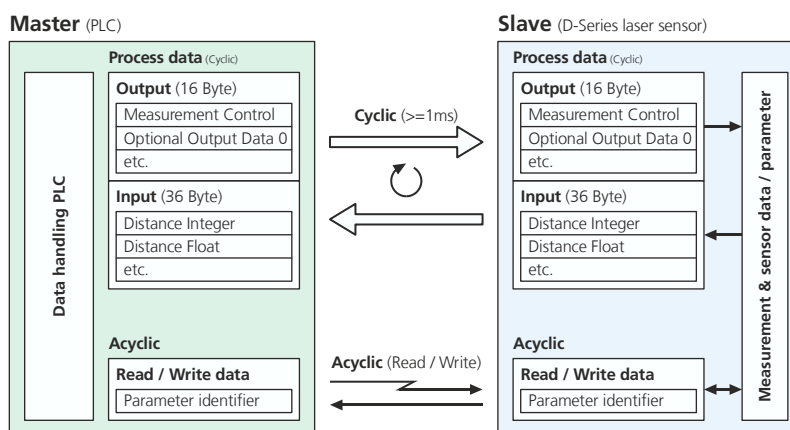 Master (PLC)
Process data (Cyclic)
Data handling PLC
Output (16 Byte)
Measurement Control
Optional Output Data 0
etc.
Input (36 Byte)
Distance Integer
Distance Float
etc.
Acyclic
Read / Write data
Parameter identifier
Cyclic (>=1ms)
Acyclic (Read / Write)
Slave (D-Series laser sensor)
Process data (Cyclic)
Output (16 Byte)
Measurement Control
Optional Output Data 0
etc.
Input (36 Byte)
Distance Integer
Distance Float
etc.
Acyclic
Read / Write data
Parameter identifier
Measurement & sensor data / parameter